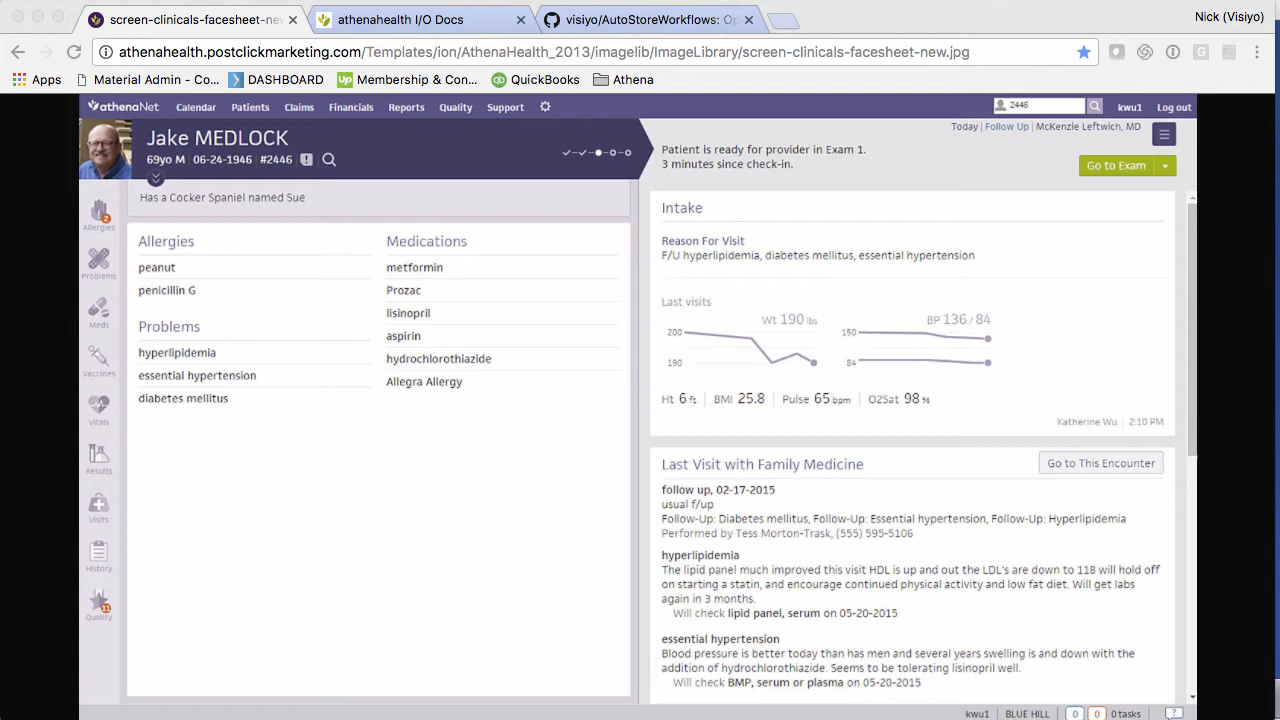 Nick (Visiyo)
screen-clinicals-facesheet-nev
athenahealth I/O Docs
visiyo/AutoStoreWorkflows: Op
athenahealth.postclickmarketing.com/Templates/ion/AthenaHealth_2013/imagelib/ImageLibrary/screen-clinicals-facesheet-new.jpg
Apps Material Admin - Co... DASHBOARD Membership & Con... QuickBooks Athena
athenaNet Calendar Patients Claims Financials Reports Quality Support 2446 kwu1 Log out
Jake MEDLOCK
69yo M 06-24-1946 #2446
Today Follow Up McKenzie Leftwich, MD
Patient is ready for provider in Exam 1.
3 minutes since check-in.
Go to Exam
Has a Cocker Spaniel named Sue
2
Allergies
Problems
Meds
Vaccines
Vitals
Results
Visits
History
11
Quality
Allergies
peanut
penicillin G
Problems
hyperlipidemia
essential hypertension
diabetes mellitus
Medications
metformin
Prozac
lisinopril
aspirin
hydrochlorothiazide
Allegra Allergy
Intake
Reason For Visit
F/U hyperlipidemia, diabetes mellitus, essential hypertension
Last visits
Wt 190 lbs BP 136 / 84
200 150
190 84
Ht 6 ft BMI 25.8 Pulse 65 bpm O2Sat 98 %
Katherine Wu 2:10 PM
Last Visit with Family Medicine
Go to This Encounter
follow up, 02-17-2015
usual f/up
Follow-Up: Diabetes mellitus, Follow-Up: Essential hypertension, Follow-Up: Hyperlipidemia
Performed by Tess Morton-Trask, (555) 595-5106
hyperlipidemia
The lipid panel much improved this visit HDL is up and out the LDL's are down to 118 will hold off
on starting a statin, and encourage continued physical activity and low fat diet. Will get labs
again in 3 months.
Will check lipid panel, serum on 05-20-2015
essential hypertension
Blood pressure is better today than has men and several years swelling is and down with the
addition of hydrochlorothiazide. Seems to be tolerating lisinopril well.
Will check BMP, serum or plasma on 05-20-2015
kwu1 BLUE HILL 0 0 0 tasks ?